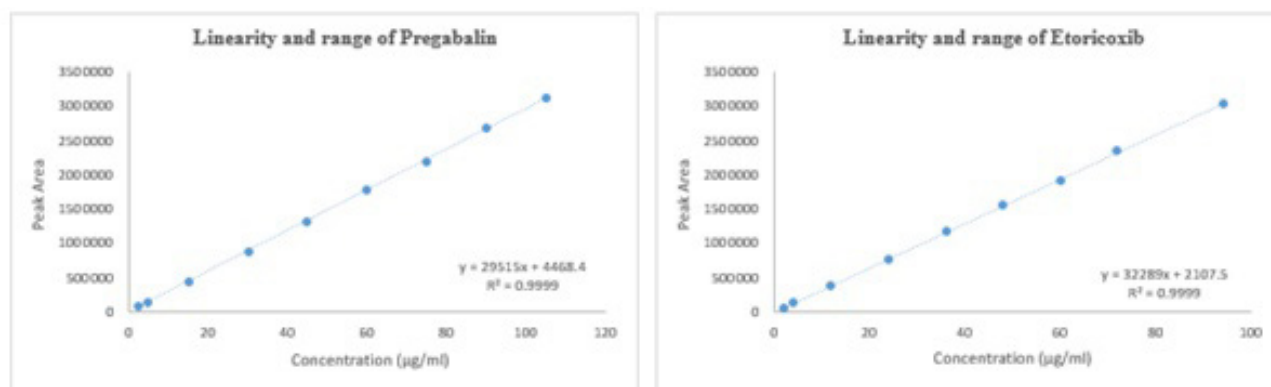 Linearity and range of Pregabalin
3500000
3000000
2500000
2000000
1500000
1000000
500000
0
Peak Area
y = 29515x + 4468.4
R² = 0.9999
0 20 40 60 80 100 120
Concentration (µg/ml)
Linearity and range of Etoricoxib
3500000
3000000
2500000
2000000
1500000
1000000
500000
0
Peak Area
y = 32289x + 2107.5
R² = 0.9999
0 20 40 60 80 100
Concentration (µg/ml)